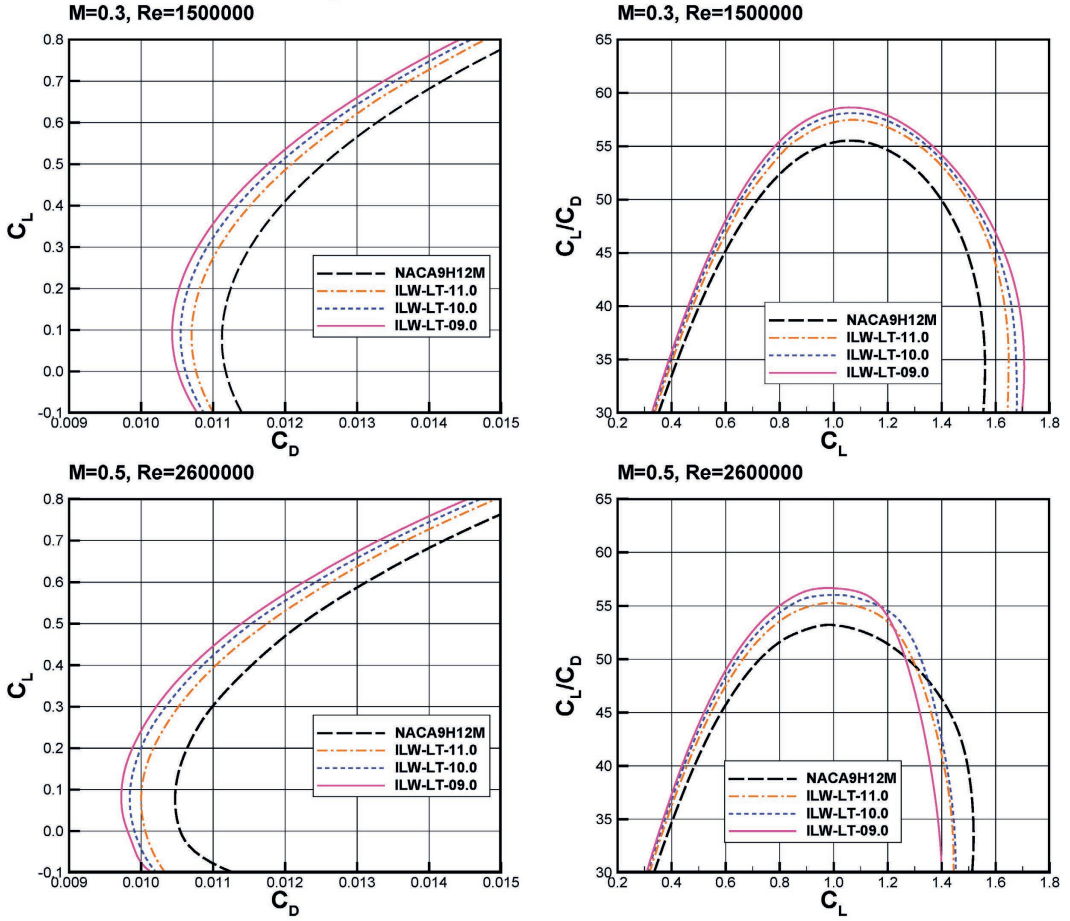 M=0.3, Re=1500000
0.8
0.7
0.6
0.5
0.4
0.3
0.2
0.1
0.0
-0.1
C_L
NACA9H12M
ILW-LT-11.0
ILW-LT-10.0
ILW-LT-09.0
0.009 0.010 0.011 0.012 0.013 0.014 0.015
C_D
M=0.3, Re=1500000
65
60
55
50
45
40
35
30
C_L/C_D
NACA9H12M
ILW-LT-11.0
ILW-LT-10.0
ILW-LT-09.0
0.2 0.4 0.6 0.8 1.0 1.2 1.4 1.6 1.8
C_L
M=0.5, Re=2600000
0.8
0.7
0.6
0.5
0.4
0.3
0.2
0.1
0.0
-0.1
C_L
NACA9H12M
ILW-LT-11.0
ILW-LT-10.0
ILW-LT-09.0
0.009 0.010 0.011 0.012 0.013 0.014 0.015
C_D
M=0.5, Re=2600000
65
60
55
50
45
40
35
30
C_L/C_D
NACA9H12M
ILW-LT-11.0
ILW-LT-10.0
ILW-LT-09.0
0.2 0.4 0.6 0.8 1.0 1.2 1.4 1.6 1.8
C_L